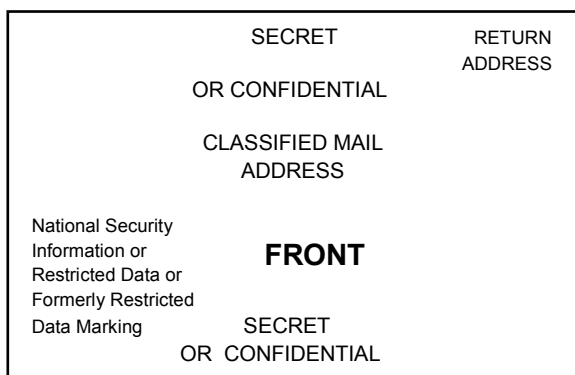 SECRET
RETURN
ADDRESS
OR CONFIDENTIAL
CLASSIFIED MAIL
ADDRESS
National Security
Information or
Restricted Data or
Formerly Restricted
Data Marking
FRONT
SECRET
OR CONFIDENTIAL